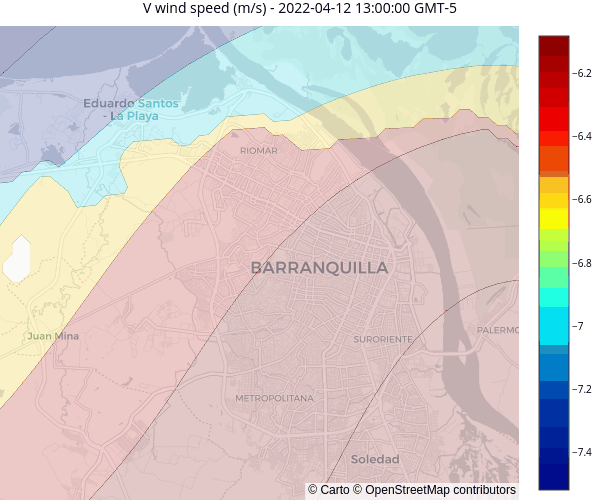 V wind speed (m/s) - 2022-04-12 13:00:00 GMT-5
Eduardo Santos
- La Playa
RIOMAR
BARRANQUILLA
Juan Mina
SURORIENTE
PALERMO
METROPOLITANA
Soledad
© Carto © OpenStreetMap contributors
−6.2
−6.4
−6.6
−6.8
−7
−7.2
−7.4